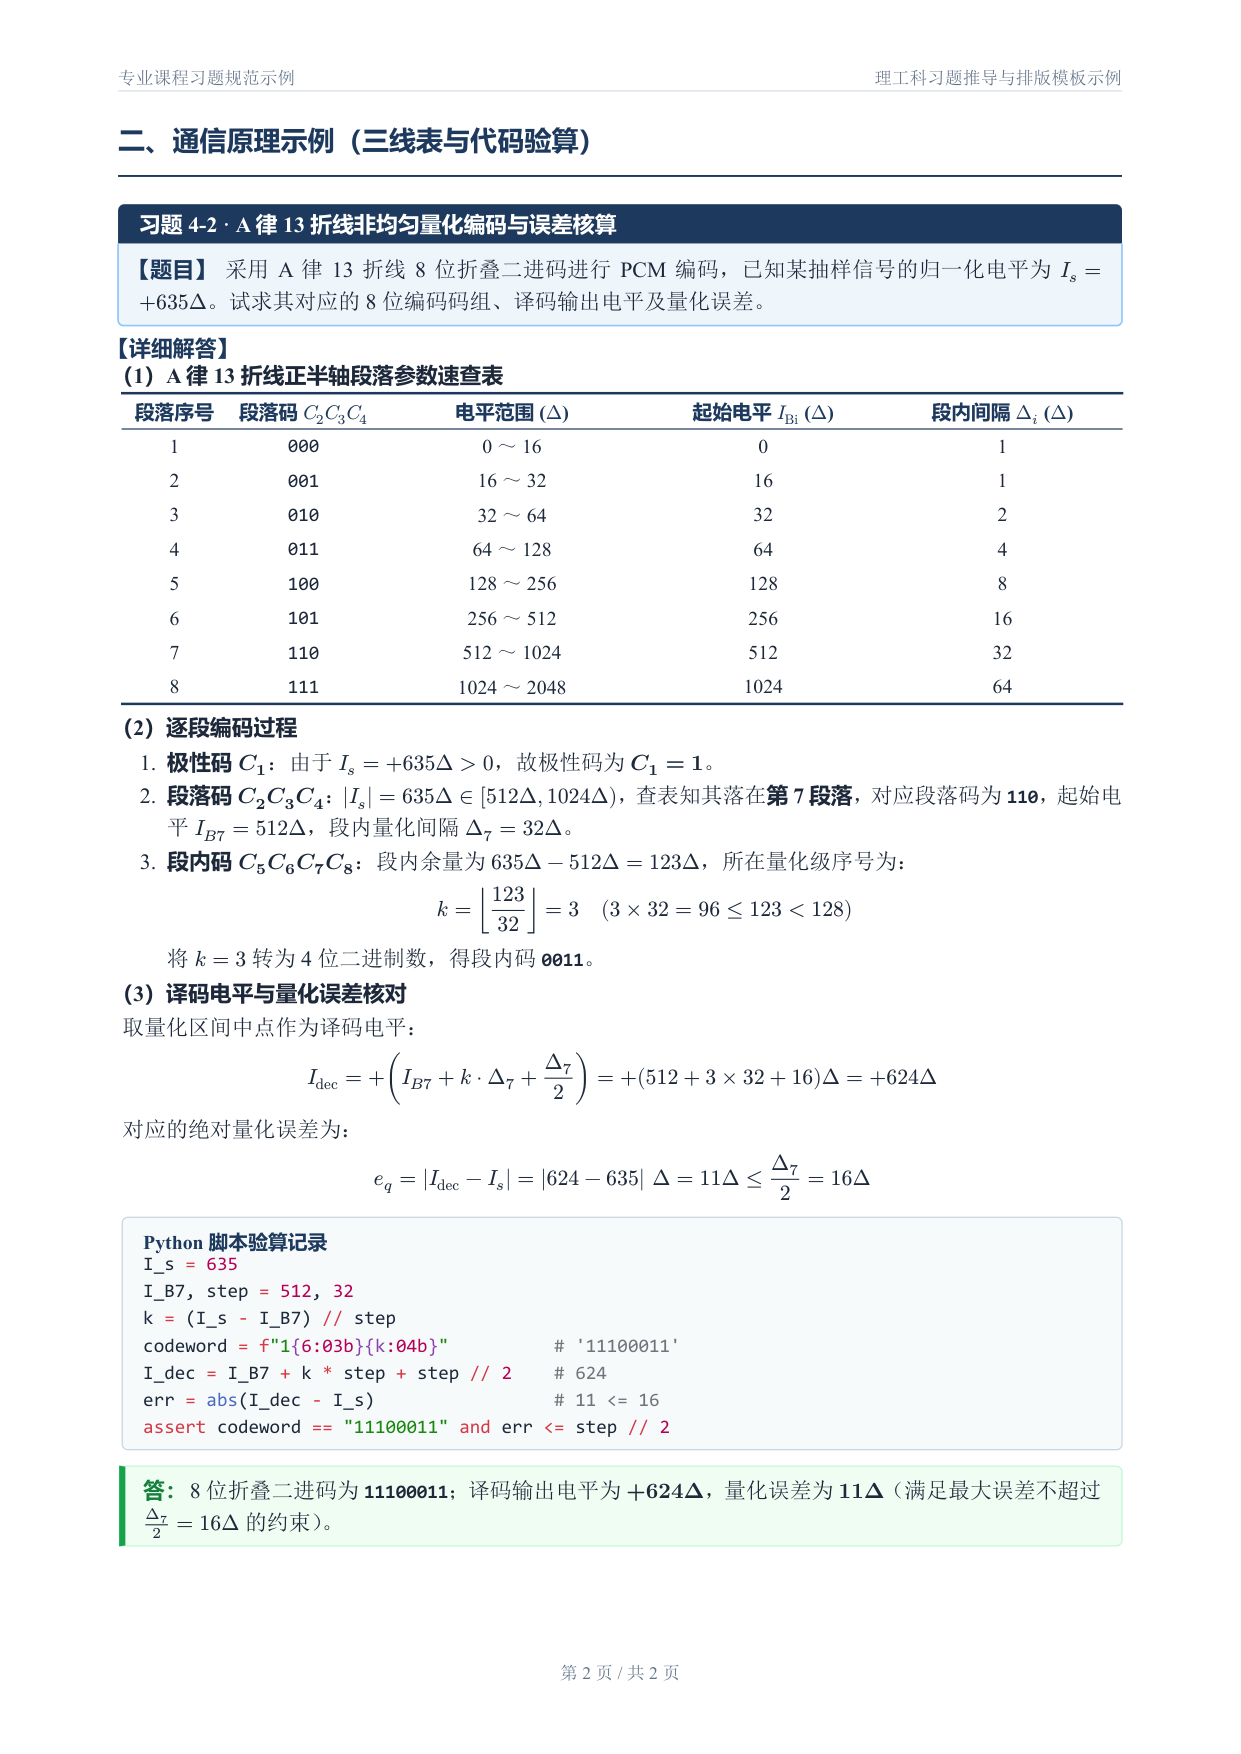 专业课程习题规范示例 理工科习题推导与排版模板示例
二、通信原理示例（三线表与代码验算）
习题 4-2 · A 律 13 折线非均匀量化编码与误差核算
【题目】 采用 A 律 13 折线 8 位折叠二进码进行 PCM 编码，已知某抽样信号的归一化电平为 I_s =
+635Δ。试求其对应的 8 位编码码组、译码输出电平及量化误差。
【详细解答】
（1）A 律 13 折线正半轴段落参数速查表
段落序号 段落码 C₂C₃C₄ 电平范围 (Δ) 起始电平 I_Bi (Δ) 段内间隔 Δ_i (Δ)
1 000 0 ～ 16 0 1
2 001 16 ～ 32 16 1
3 010 32 ～ 64 32 2
4 011 64 ～ 128 64 4
5 100 128 ～ 256 128 8
6 101 256 ～ 512 256 16
7 110 512 ～ 1024 512 32
8 111 1024 ～ 2048 1024 64
（2）逐段编码过程
1. 极性码 C₁：由于 I_s = +635Δ > 0，故极性码为 C₁ = 1。
2. 段落码 C₂C₃C₄：|I_s| = 635Δ ∈ [512Δ, 1024Δ)，查表知其落在第 7 段落，对应段落码为 110，起始电
平 I_B7 = 512Δ，段内量化间隔 Δ₇ = 32Δ。
3. 段内码 C₅C₆C₇C₈：段内余量为 635Δ − 512Δ = 123Δ，所在量化级序号为：
k = ⌊123/32⌋ = 3 (3 × 32 = 96 ≤ 123 < 128)
将 k = 3 转为 4 位二进制数，得段内码 0011。
（3）译码电平与量化误差核对
取量化区间中点作为译码电平：
I_dec = +(I_B7 + k · Δ₇ + Δ₇/2) = +(512 + 3 × 32 + 16)Δ = +624Δ
对应的绝对量化误差为：
e_q = |I_dec − I_s| = |624 − 635| Δ = 11Δ ≤ Δ₇/2 = 16Δ
Python 脚本验算记录
I_s = 635
I_B7, step = 512, 32
k = (I_s - I_B7) // step
codeword = f"1{6:03b}{k:04b}" # '11100011'
I_dec = I_B7 + k * step + step // 2 # 624
err = abs(I_dec - I_s) # 11 <= 16
assert codeword == "11100011" and err <= step // 2
答： 8 位折叠二进码为 11100011；译码输出电平为 +624Δ，量化误差为 11Δ（满足最大误差不超过
Δ₇/2 = 16Δ 的约束）。
第 2 页 / 共 2 页